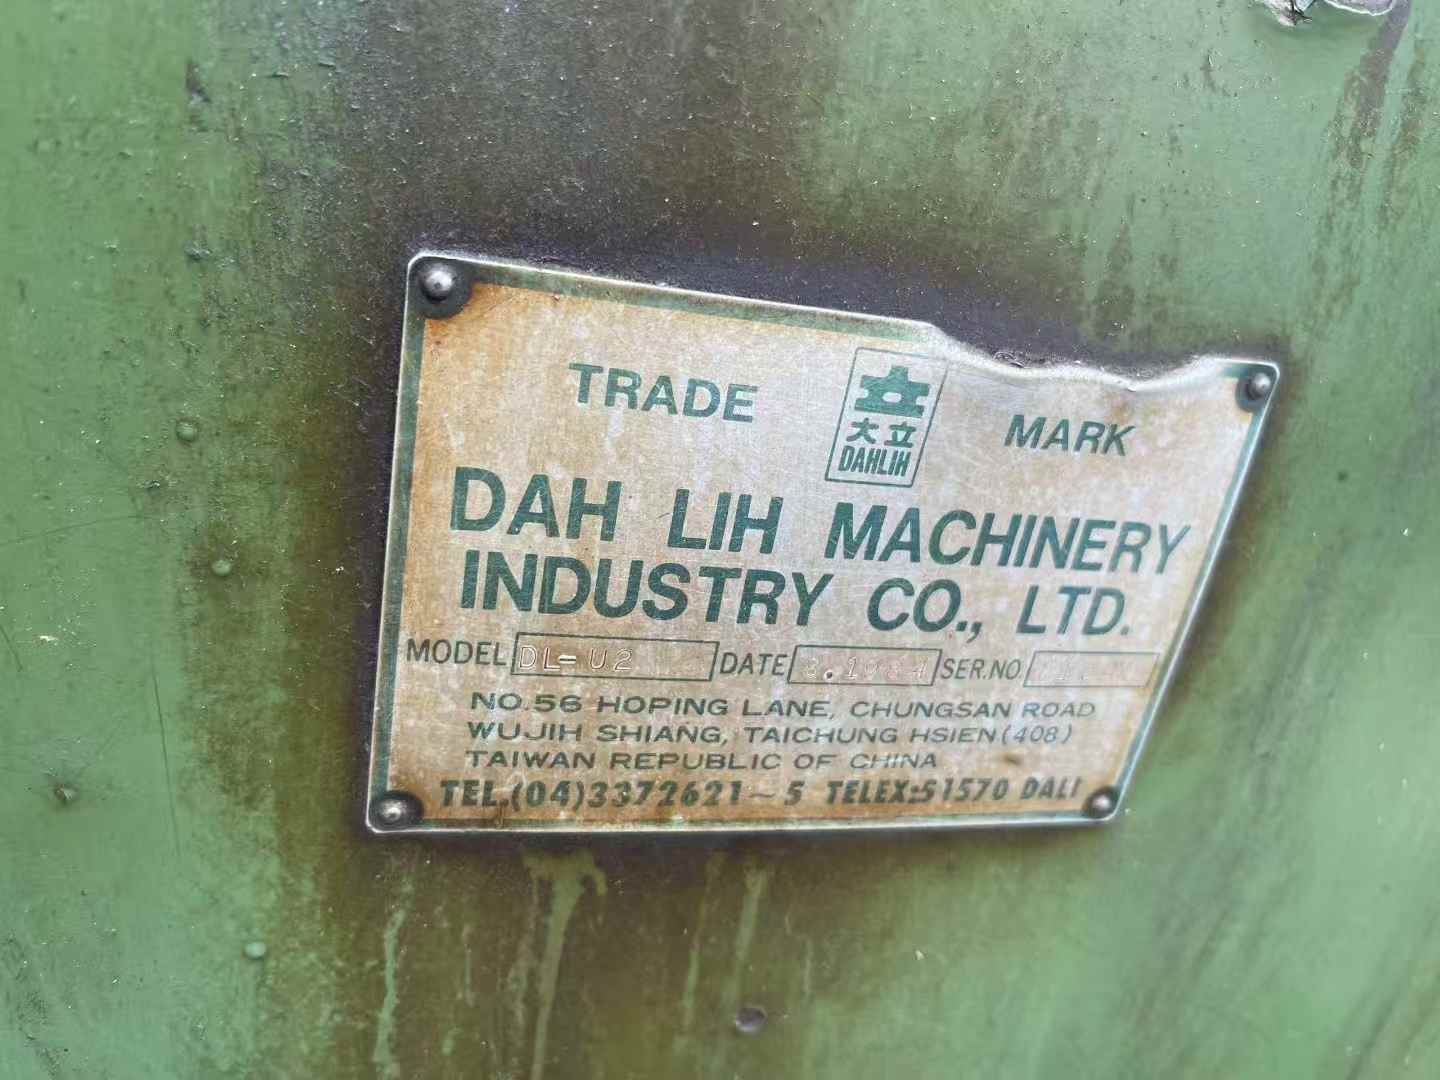 TRADE 大立 DAHLIH MARK
DAH LIH MACHINERY
INDUSTRY CO., LTD.
MODEL DL-U2 DATE 3.1984 SER.NO.
NO.56 HOPING LANE, CHUNGSAN ROAD
WUJIH SHIANG, TAICHUNG HSIEN(408)
TAIWAN REPUBLIC OF CHINA
TEL.(04)3372621~5 TELEX:51570 DALI